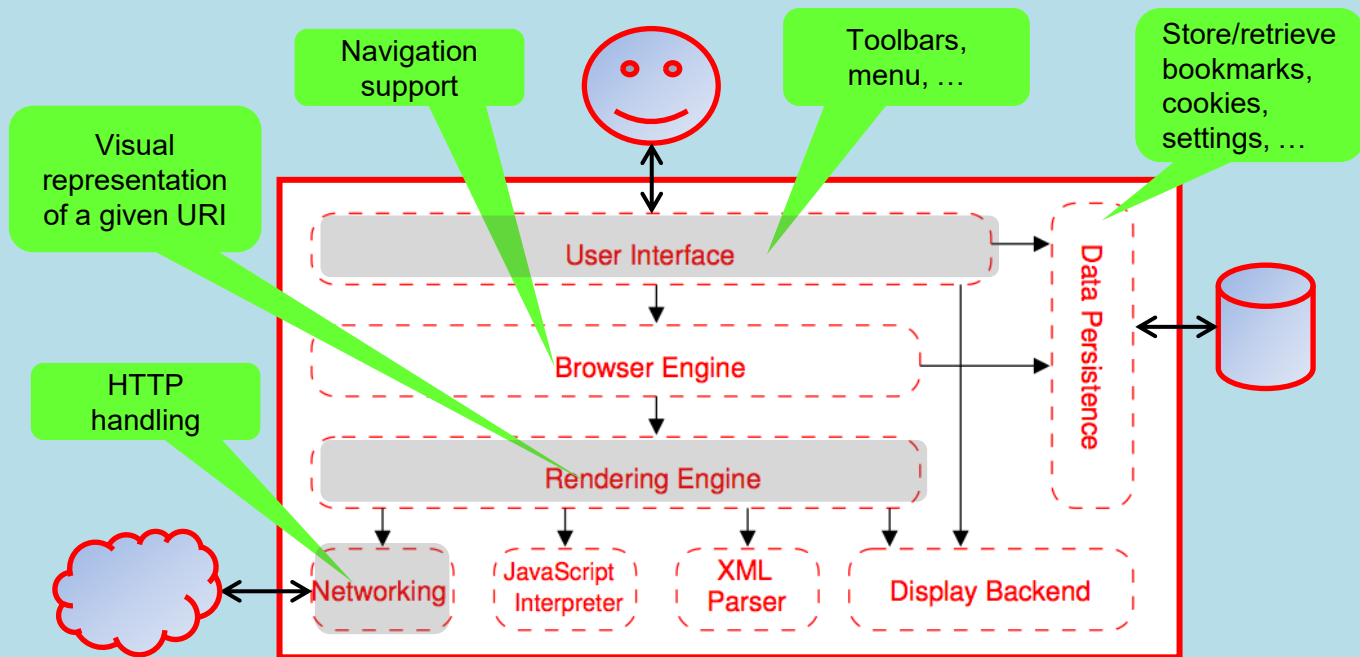 Navigation
support
Toolbars,
menu, …
Store/retrieve
bookmarks,
cookies,
settings, …
Visual
representation
of a given URI
User Interface
Data Persistence
Browser Engine
HTTP
handling
Rendering Engine
Networking
JavaScript
Interpreter
XML
Parser
Display Backend